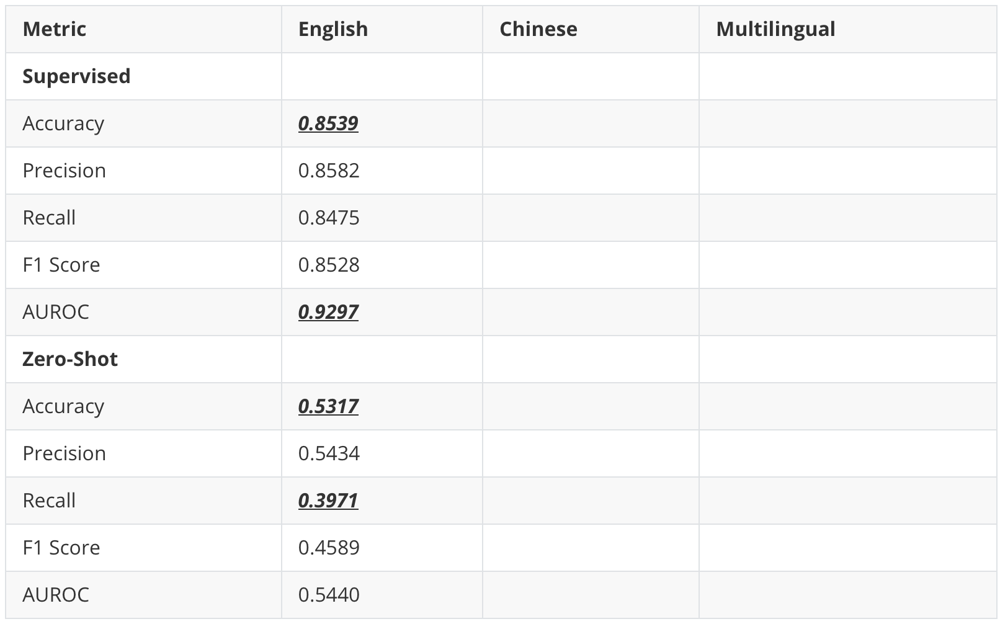 Metric English Chinese Multilingual
Supervised
Accuracy 0.8539
Precision 0.8582
Recall 0.8475
F1 Score 0.8528
AUROC 0.9297
Zero-Shot
Accuracy 0.5317
Precision 0.5434
Recall 0.3971
F1 Score 0.4589
AUROC 0.5440